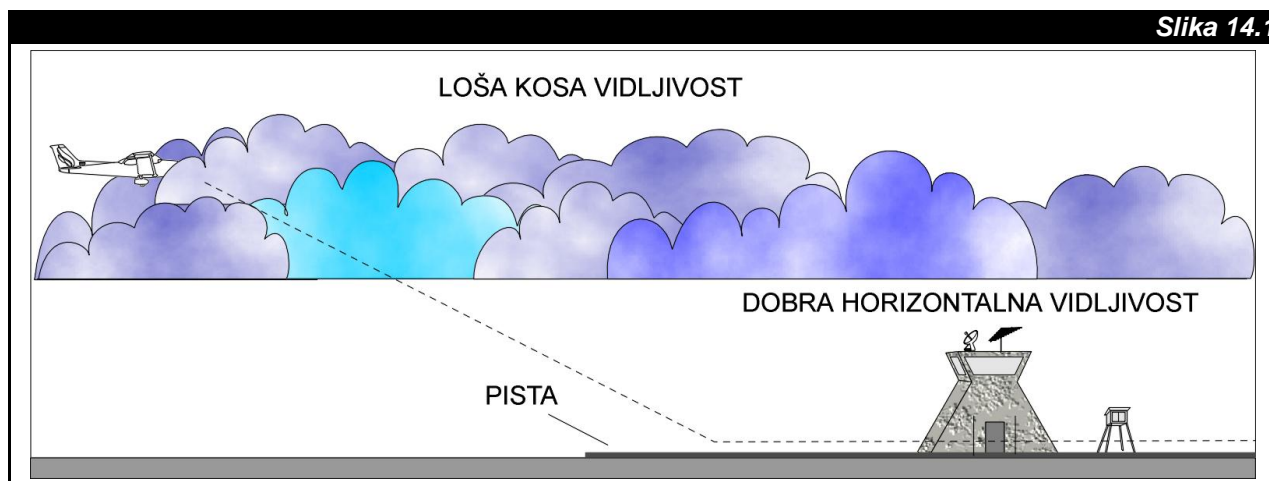 Slika 14.1
LOŠA KOSA VIDLJIVOST
DOBRA HORIZONTALNA VIDLJIVOST
PISTA